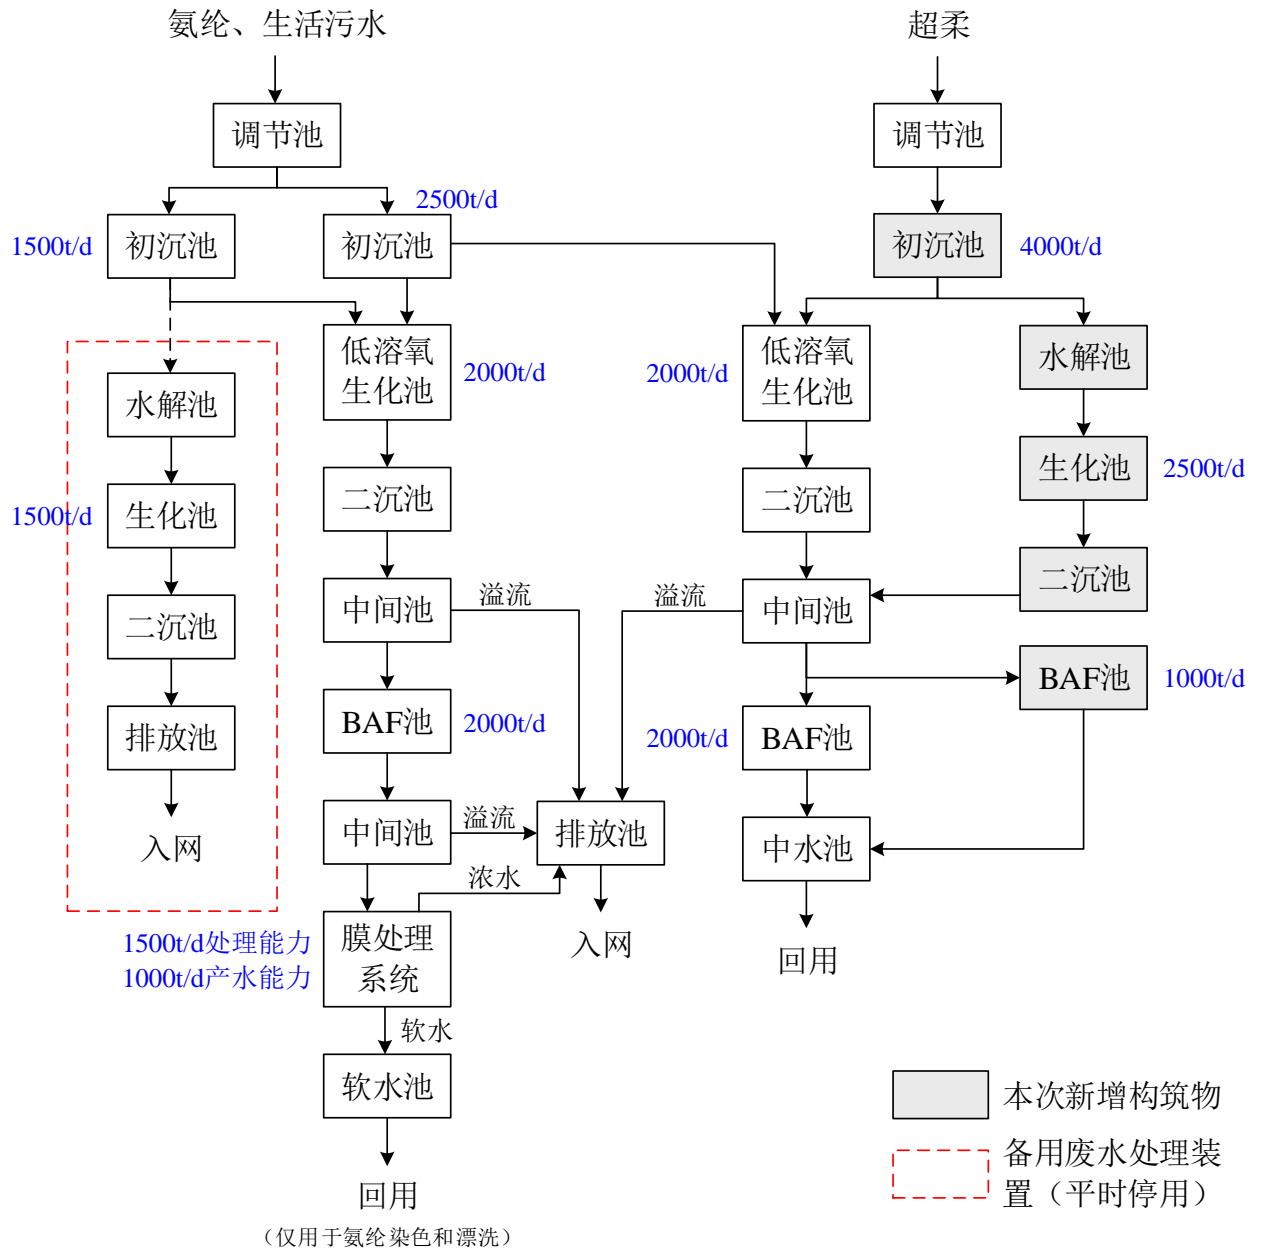 氨纶、生活污水
超柔
调节池
调节池
2500t/d
1500t/d
初沉池
初沉池
初沉池
4000t/d
低溶氧
生化池
2000t/d
2000t/d
低溶氧
生化池
水解池
水解池
生化池
2500t/d
二沉池
二沉池
1500t/d
生化池
二沉池
溢流
溢流
中间池
中间池
二沉池
BAF池
1000t/d
排放池
BAF池
2000t/d
2000t/d
BAF池
中间池
溢流
排放池
中水池
入网
浓水
1500t/d处理能力
1000t/d产水能力
膜处理
系统
入网
回用
软水
软水池
本次新增构筑物
备用废水处理装
置（平时停用）
回用
（仅用于氨纶染色和漂洗）